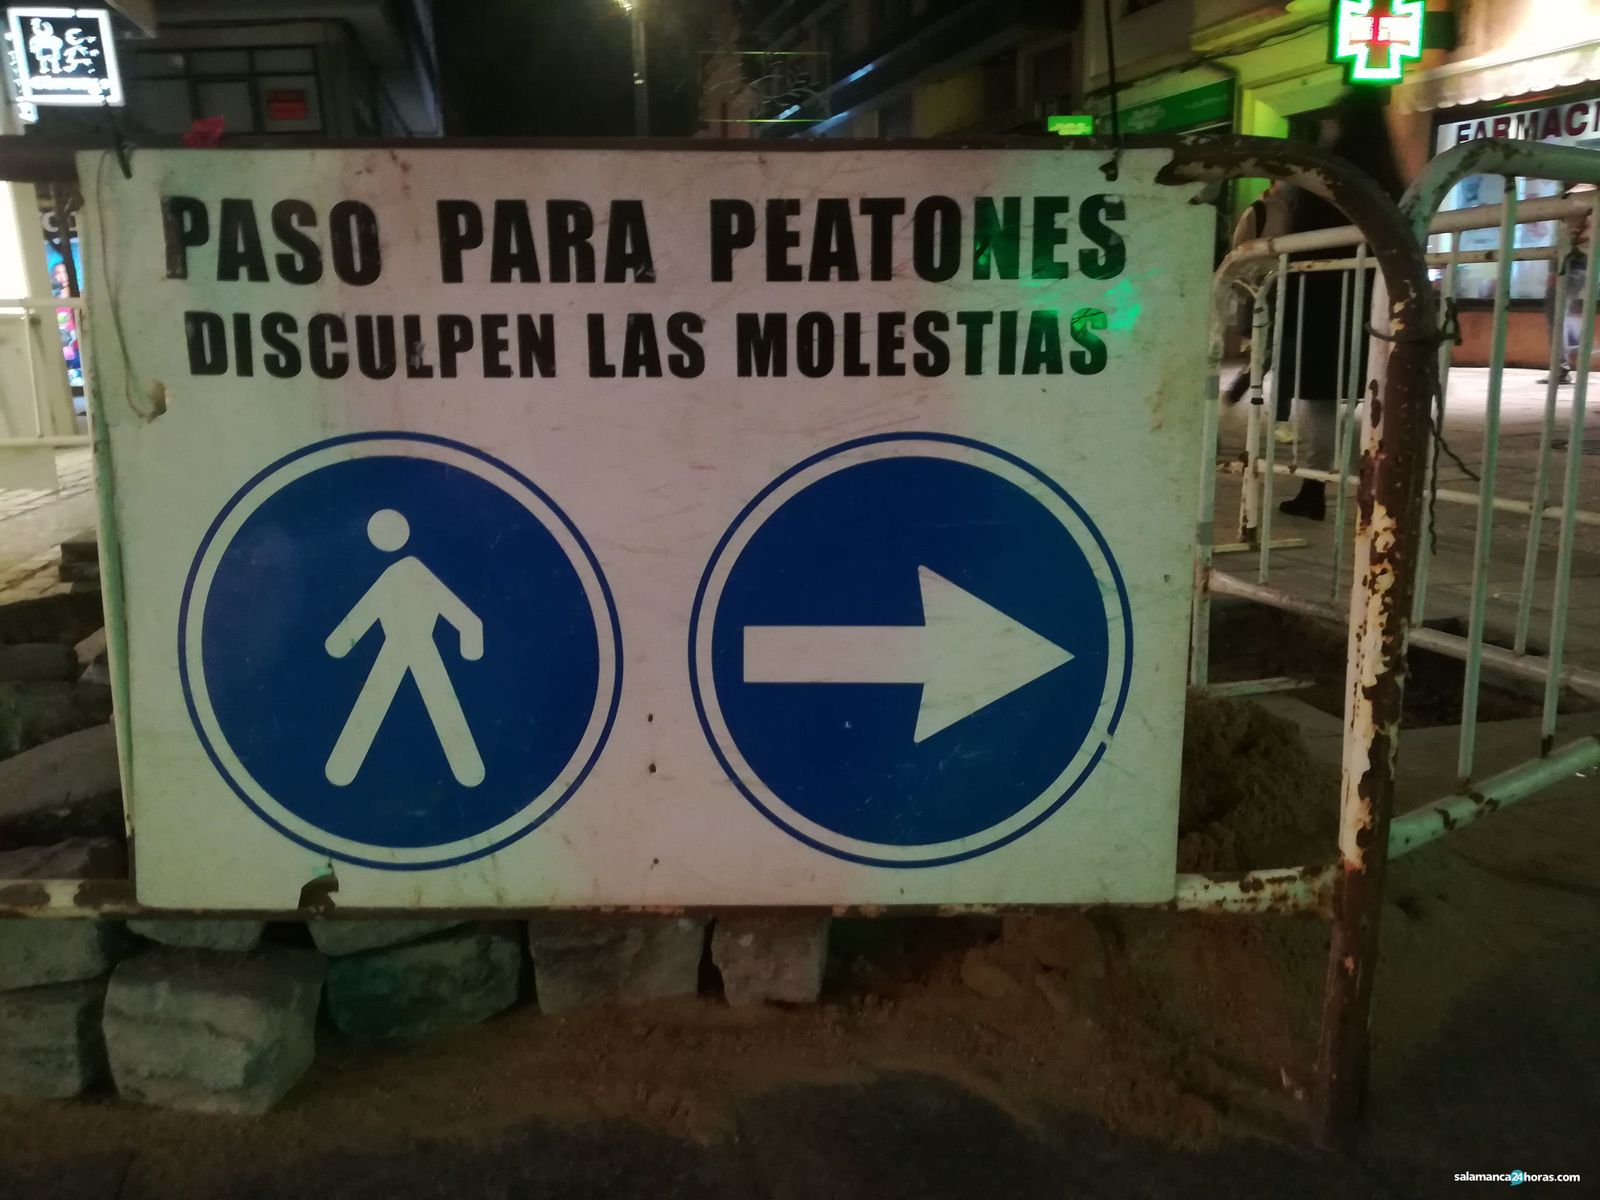 FARMACI
PASO PARA PEATONES
DISCULPEN LAS MOLESTIAS
salamanca24horas.com